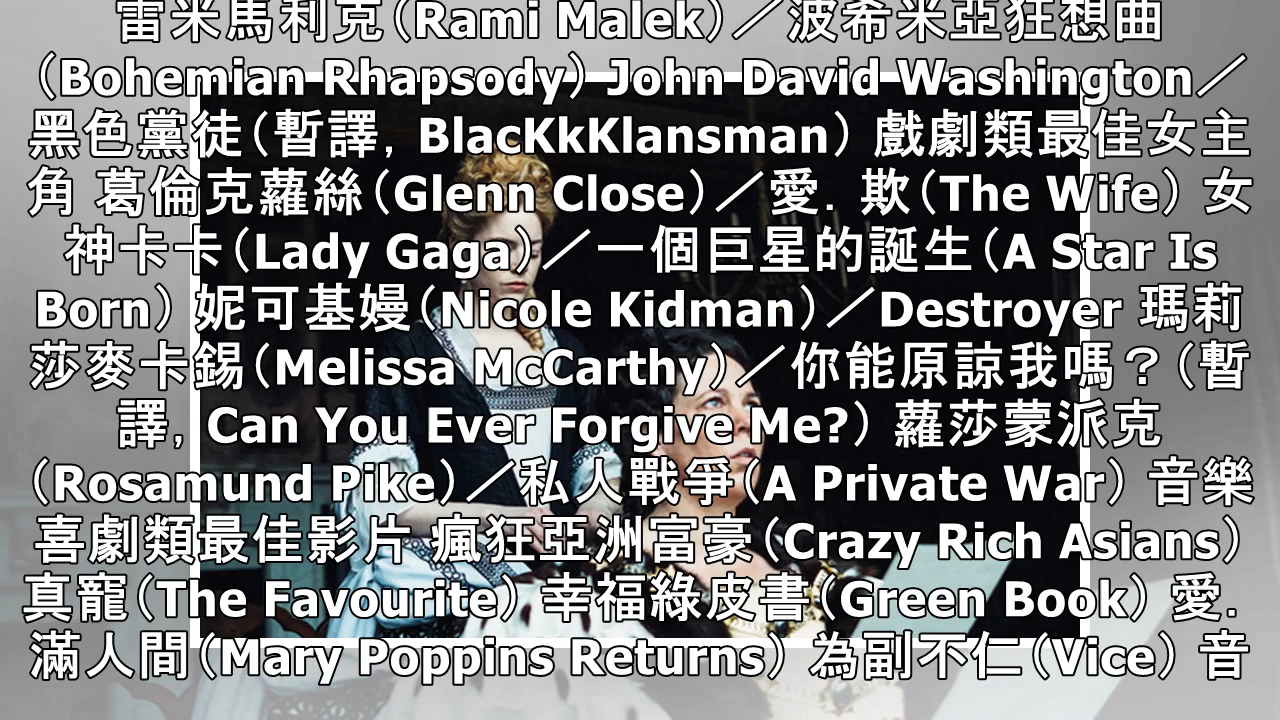 雷米馬利克（Rami Malek）／波希米亞狂想曲
（Bohemian Rhapsody） John David Washington／
黑色黨徒（暫譯，BlacKkKlansman） 戲劇類最佳女主
角 葛倫克蘿絲（Glenn Close）／愛．欺（The Wife） 女
神卡卡（Lady Gaga）／一個巨星的誕生（A Star Is
Born） 妮可基嫚（Nicole Kidman）／Destroyer 瑪莉
莎麥卡錫（Melissa McCarthy）／你能原諒我嗎？（暫
譯，Can You Ever Forgive Me?） 蘿莎蒙派克
（Rosamund Pike）／私人戰爭（A Private War） 音樂
喜劇類最佳影片 瘋狂亞洲富豪（Crazy Rich Asians）
真寵（The Favourite） 幸福綠皮書（Green Book） 愛．
滿人間（Mary Poppins Returns） 為副不仁（Vice） 音